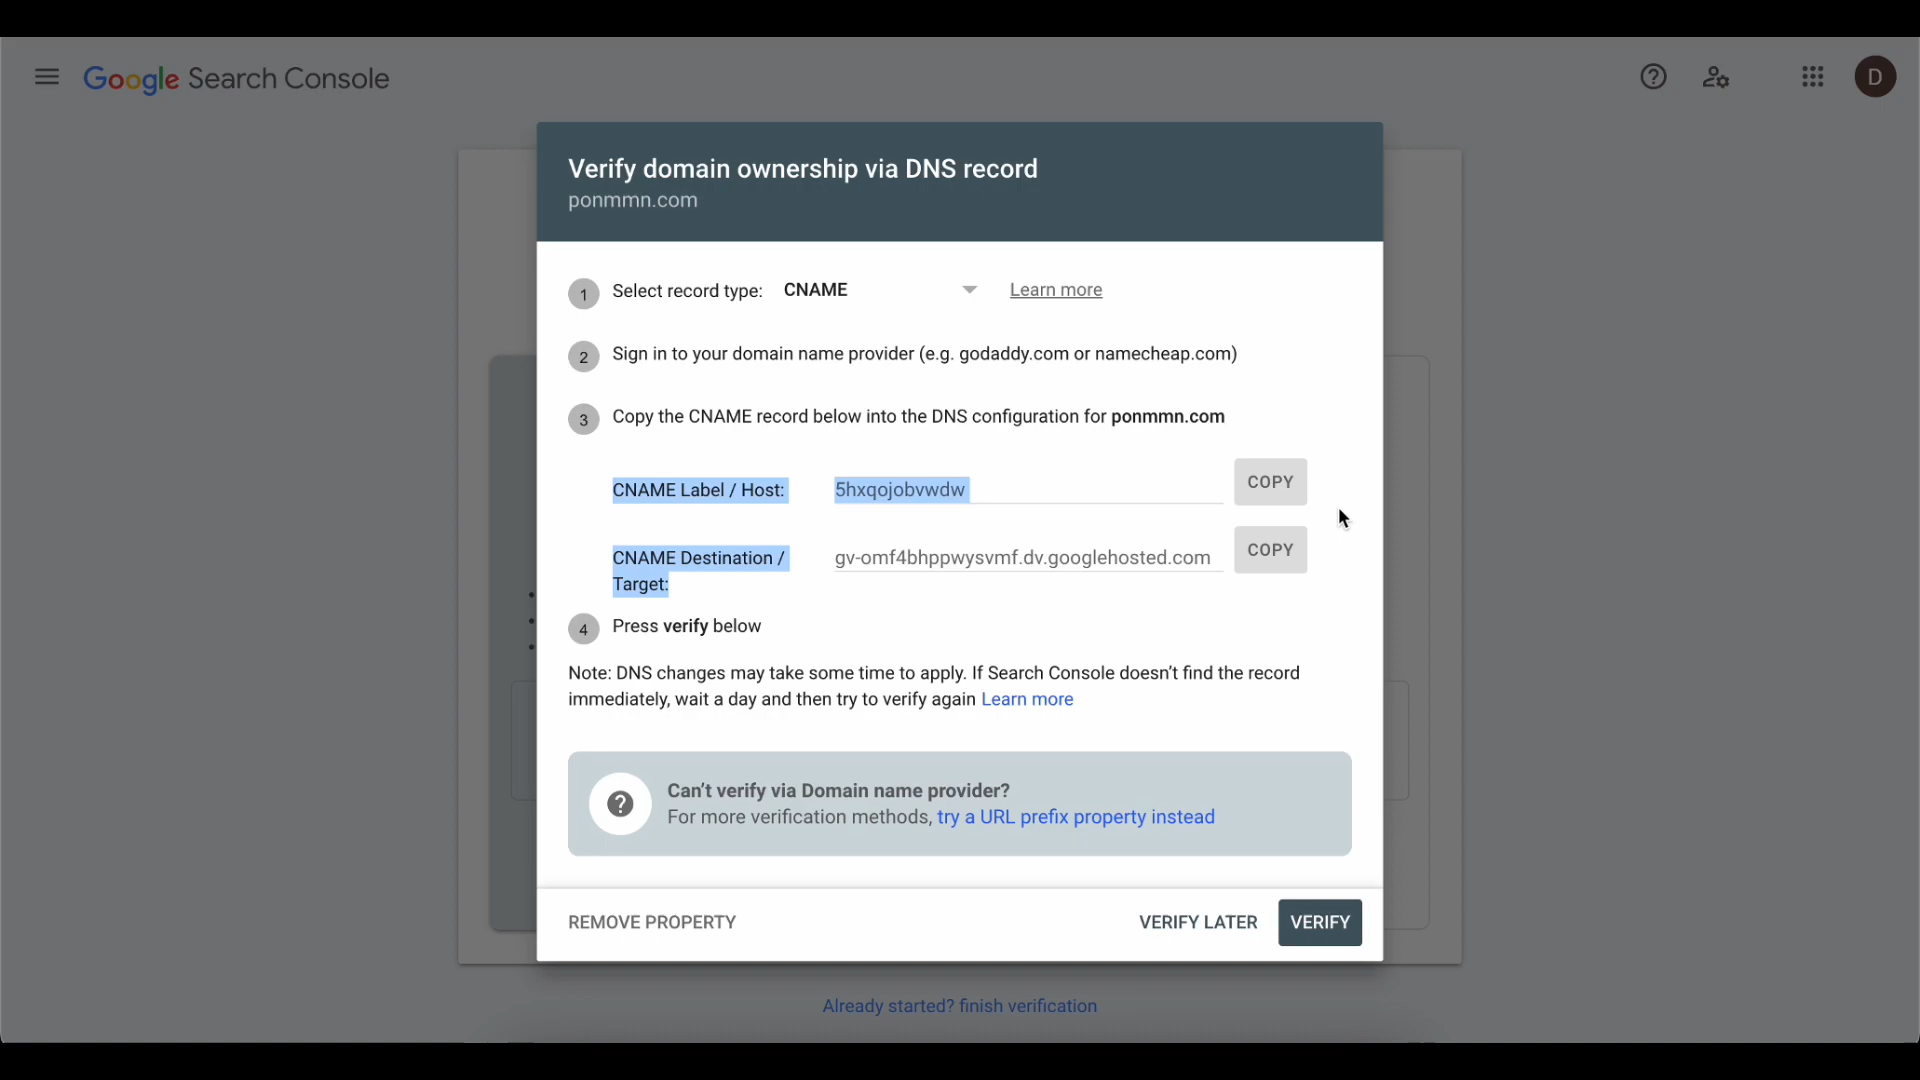 Google Search Console
D
Verify domain ownership via DNS record
ponmmn.com
1 Select record type: CNAME Learn more
2 Sign in to your domain name provider (e.g. godaddy.com or namecheap.com)
3 Copy the CNAME record below into the DNS configuration for ponmmn.com
CNAME Label / Host: 5hxqojobvwdw COPY
CNAME Destination / gv-omf4bhppwysvmf.dv.googlehosted.com COPY
Target:
4 Press verify below
Note: DNS changes may take some time to apply. If Search Console doesn't find the record
immediately, wait a day and then try to verify again Learn more
Can't verify via Domain name provider?
For more verification methods, try a URL prefix property instead
REMOVE PROPERTY VERIFY LATER VERIFY
Already started? finish verification